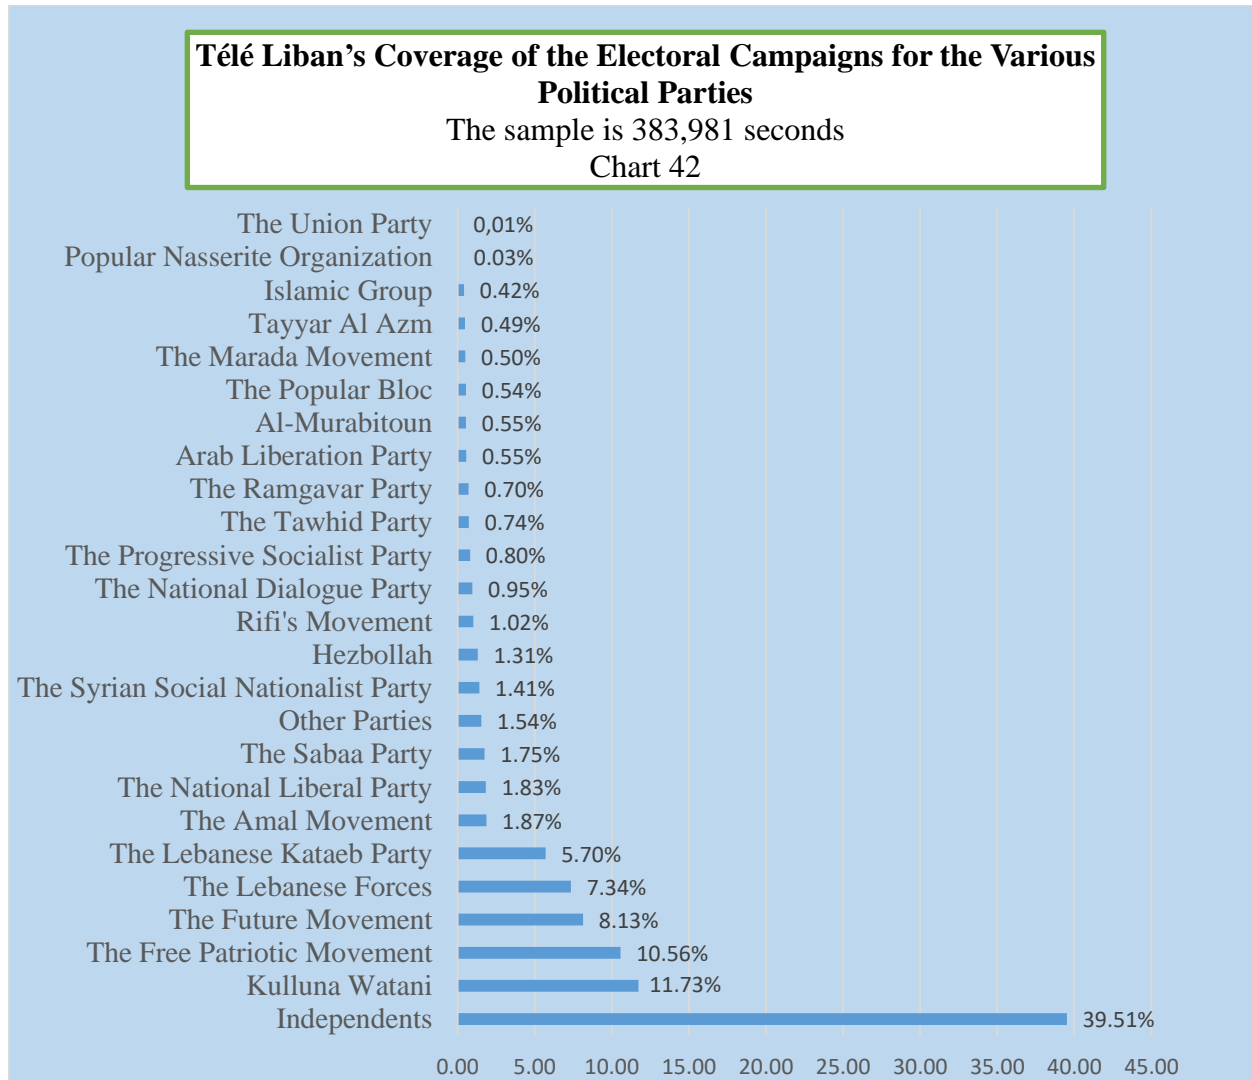 Télé Liban’s Coverage of the Electoral Campaigns for the Various
Political Parties
The sample is 383,981 seconds
Chart 42
The Union Party 0,01%
Popular Nasserite Organization 0.03%
Islamic Group 0.42%
Tayyar Al Azm 0.49%
The Marada Movement 0.50%
The Popular Bloc 0.54%
Al-Murabitoun 0.55%
Arab Liberation Party 0.55%
The Ramgavar Party 0.70%
The Tawhid Party 0.74%
The Progressive Socialist Party 0.80%
The National Dialogue Party 0.95%
Rifi's Movement 1.02%
Hezbollah 1.31%
The Syrian Social Nationalist Party 1.41%
Other Parties 1.54%
The Sabaa Party 1.75%
The National Liberal Party 1.83%
The Amal Movement 1.87%
The Lebanese Kataeb Party 5.70%
The Lebanese Forces 7.34%
The Future Movement 8.13%
The Free Patriotic Movement 10.56%
Kulluna Watani 11.73%
Independents 39.51%
0.00 5.00 10.00 15.00 20.00 25.00 30.00 35.00 40.00 45.00